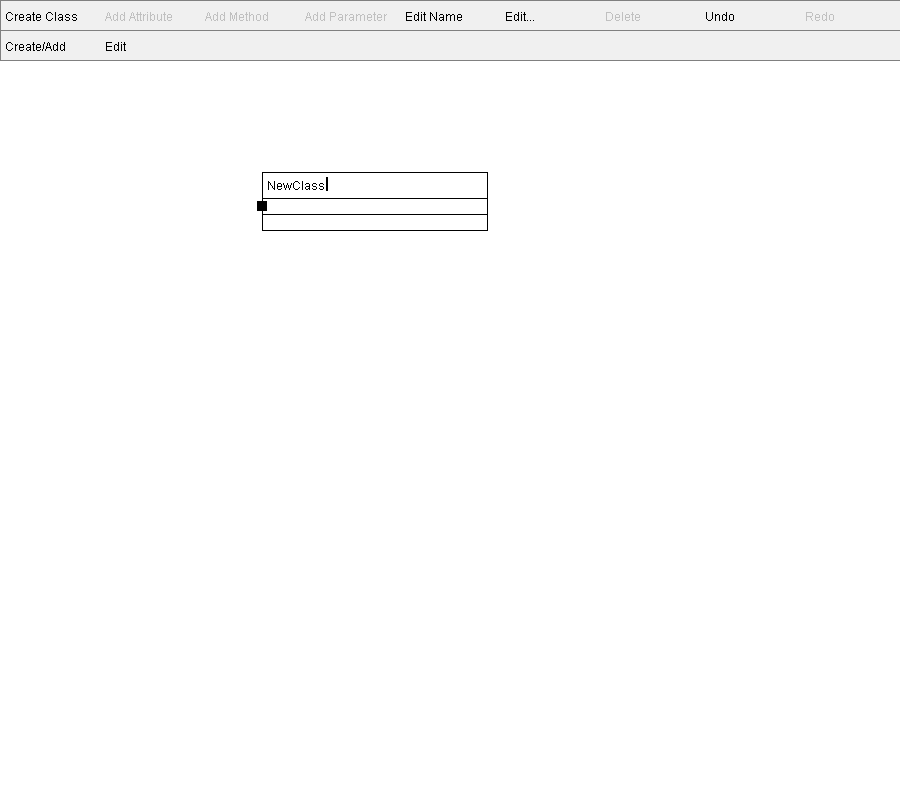 Create Class Add Attribute Add Method Add Parameter Edit Name Edit... Delete Undo Redo
Create/Add Edit
NewClass